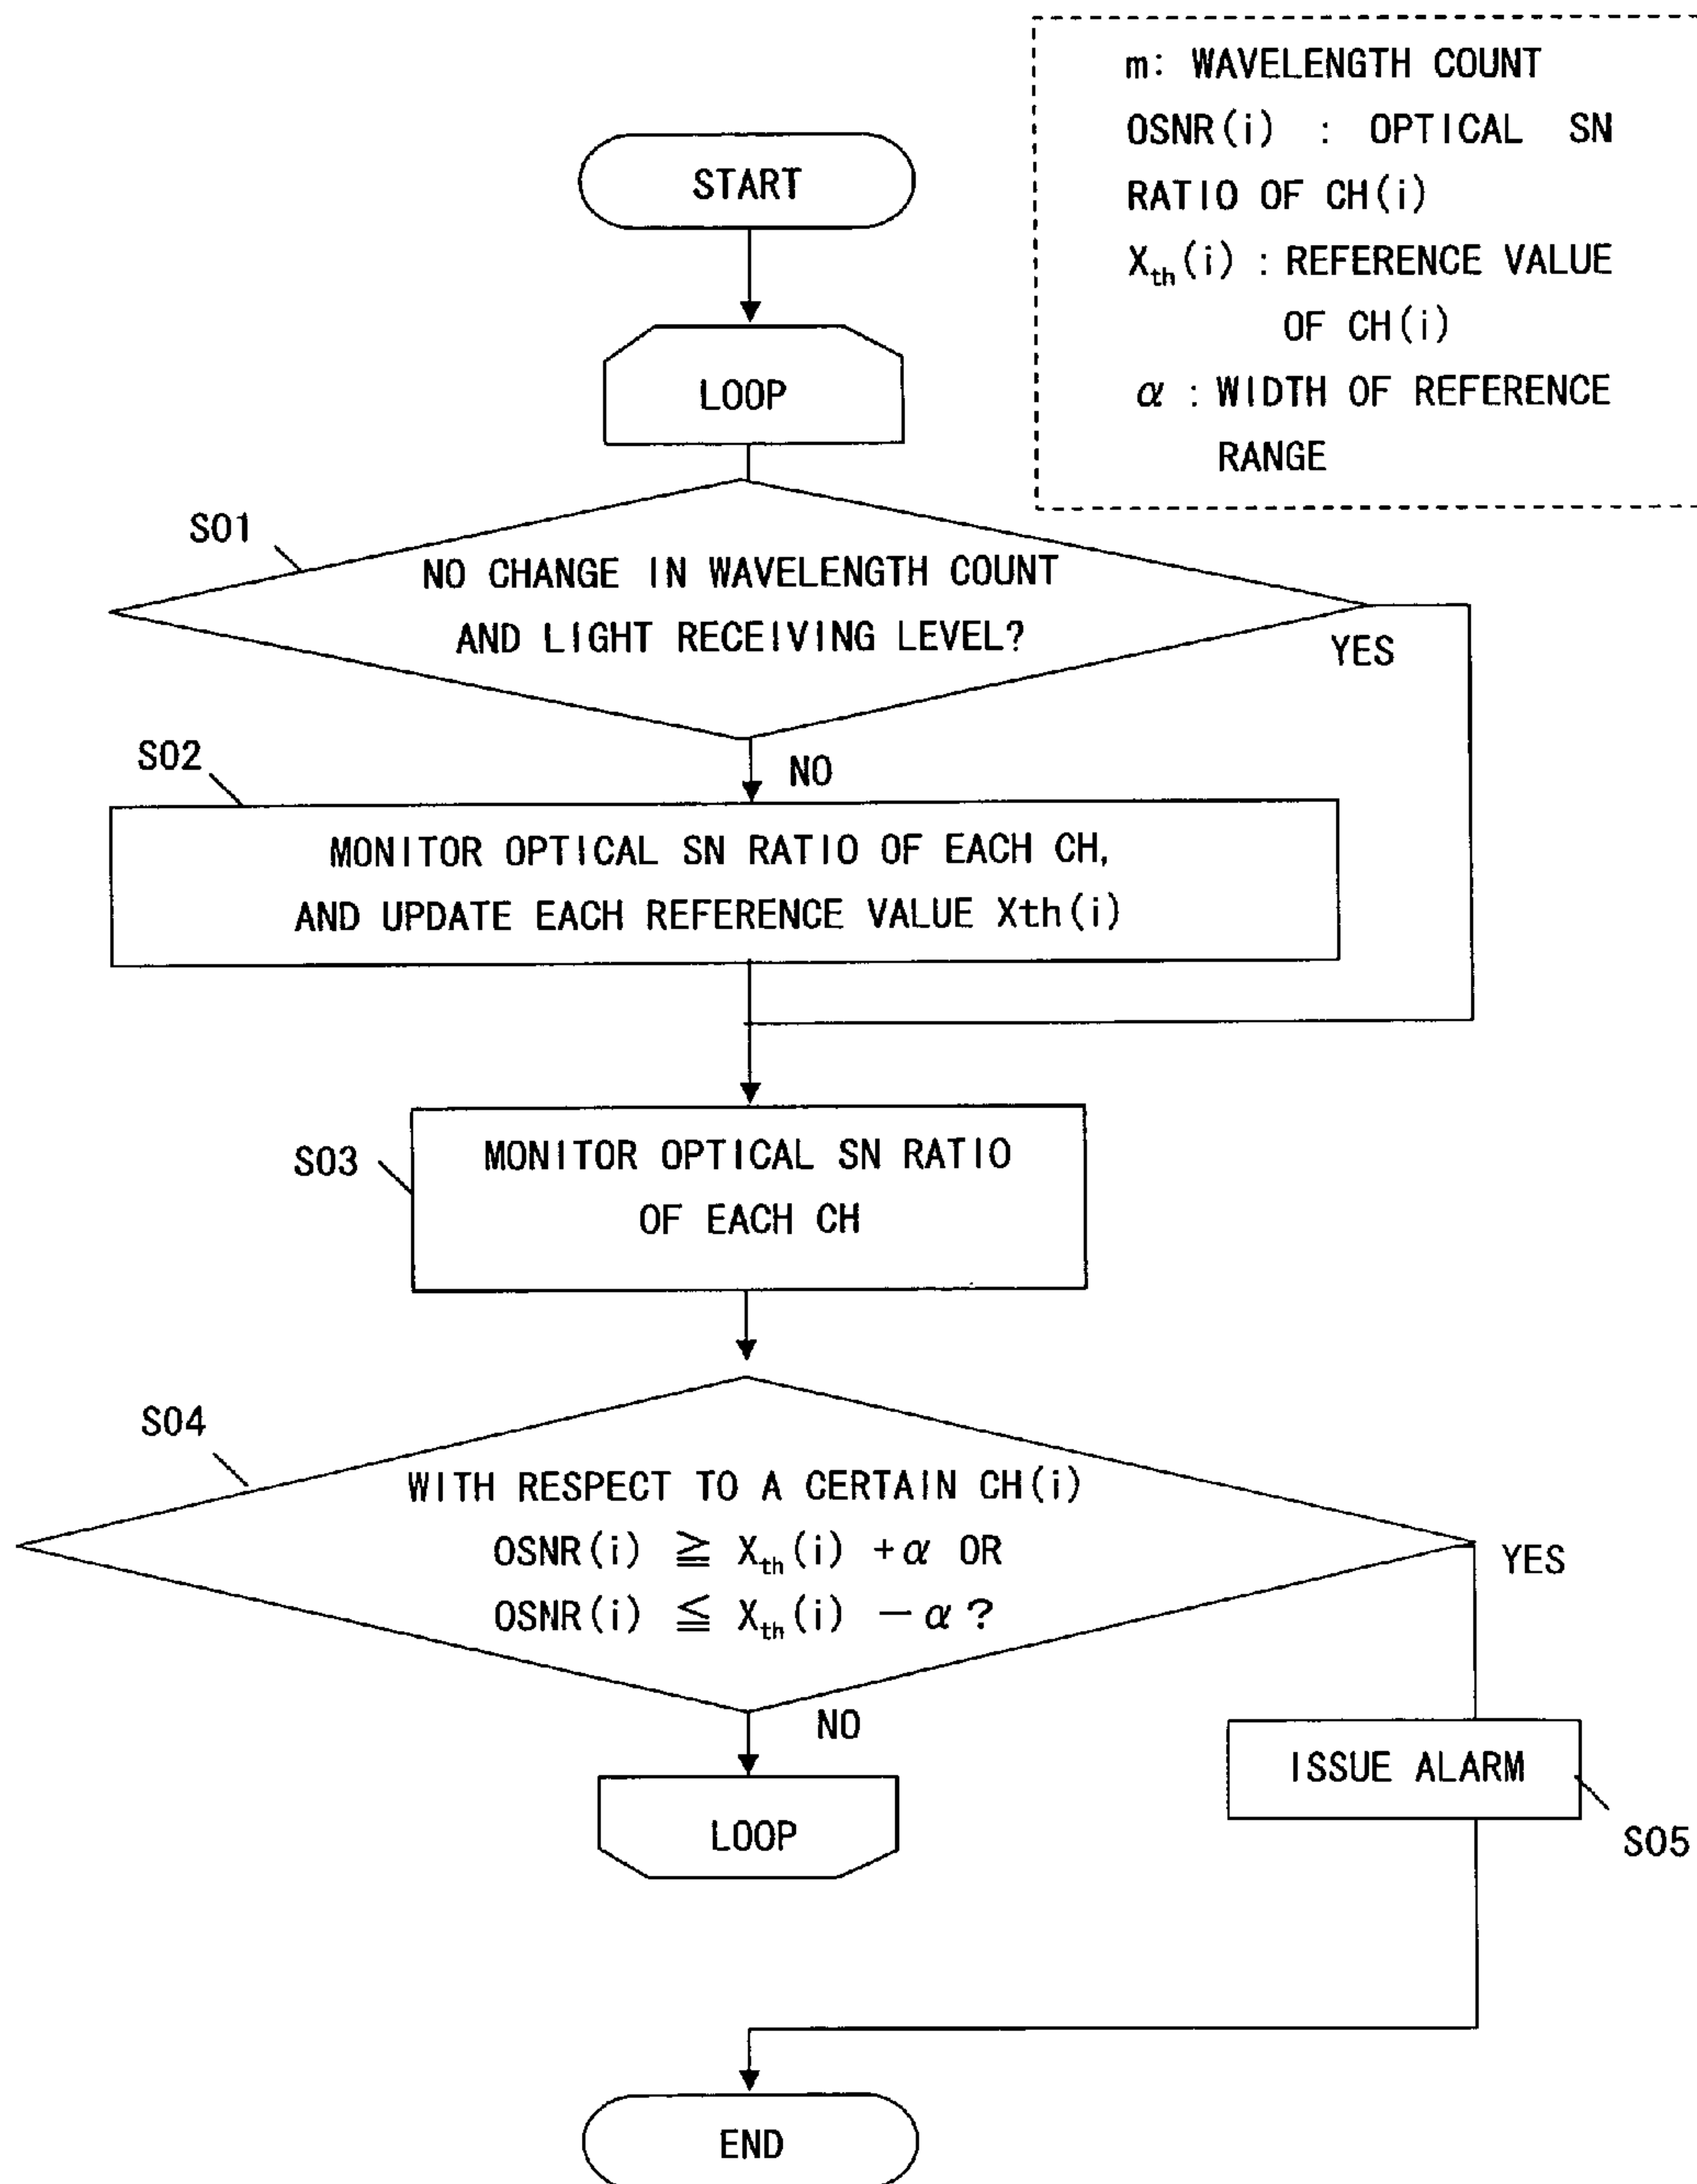 m: WAVELENGTH COUNT
OSNR(i) : OPTICAL SN
RATIO OF CH(i)
Xth(i) : REFERENCE VALUE
OF CH(i)
α : WIDTH OF REFERENCE
RANGE
START
LOOP
S01
NO CHANGE IN WAVELENGTH COUNT
AND LIGHT RECEIVING LEVEL?
YES
NO
S02
MONITOR OPTICAL SN RATIO OF EACH CH,
AND UPDATE EACH REFERENCE VALUE Xth(i)
S03
MONITOR OPTICAL SN RATIO
OF EACH CH
S04
WITH RESPECT TO A CERTAIN CH(i)
OSNR(i) ≧ Xth(i) +α OR
OSNR(i) ≦ Xth(i) −α?
YES
NO
LOOP
ISSUE ALARM
S05
END